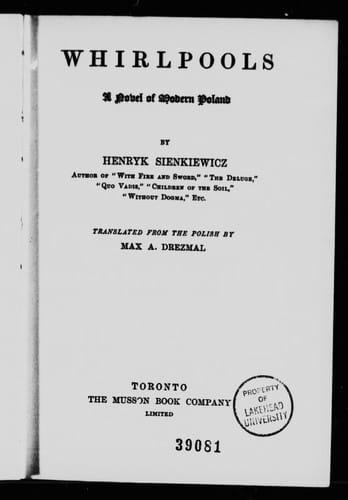 WHIRLPOOLS
A Novel of Modern Poland
BY
HENRYK SIENKIEWICZ
AUTHOR OF "WITH FIRE AND SWORD," "THE DELUGE,"
"QUO VADIS," "CHILDREN OF THE SOIL,"
"WITHOUT DOGMA," ETC.
TRANSLATED FROM THE POLISH BY
MAX A. DREZMAL
TORONTO
THE MUSSON BOOK COMPANY
LIMITED
PROPERTY
OF
LAKEHEAD
UNIVERSITY
39081